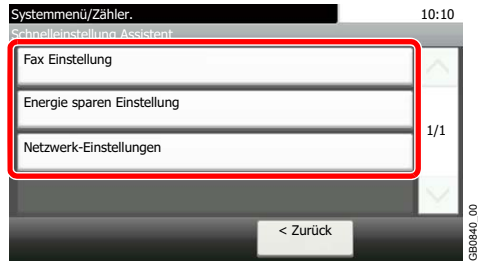 Systemmenü/Zähler. 10:10
Schnelleinstellung Assistent
Fax Einstellung
Energie sparen Einstellung
1/1
Netzwerk-Einstellungen
< Zurück
GB0840_00